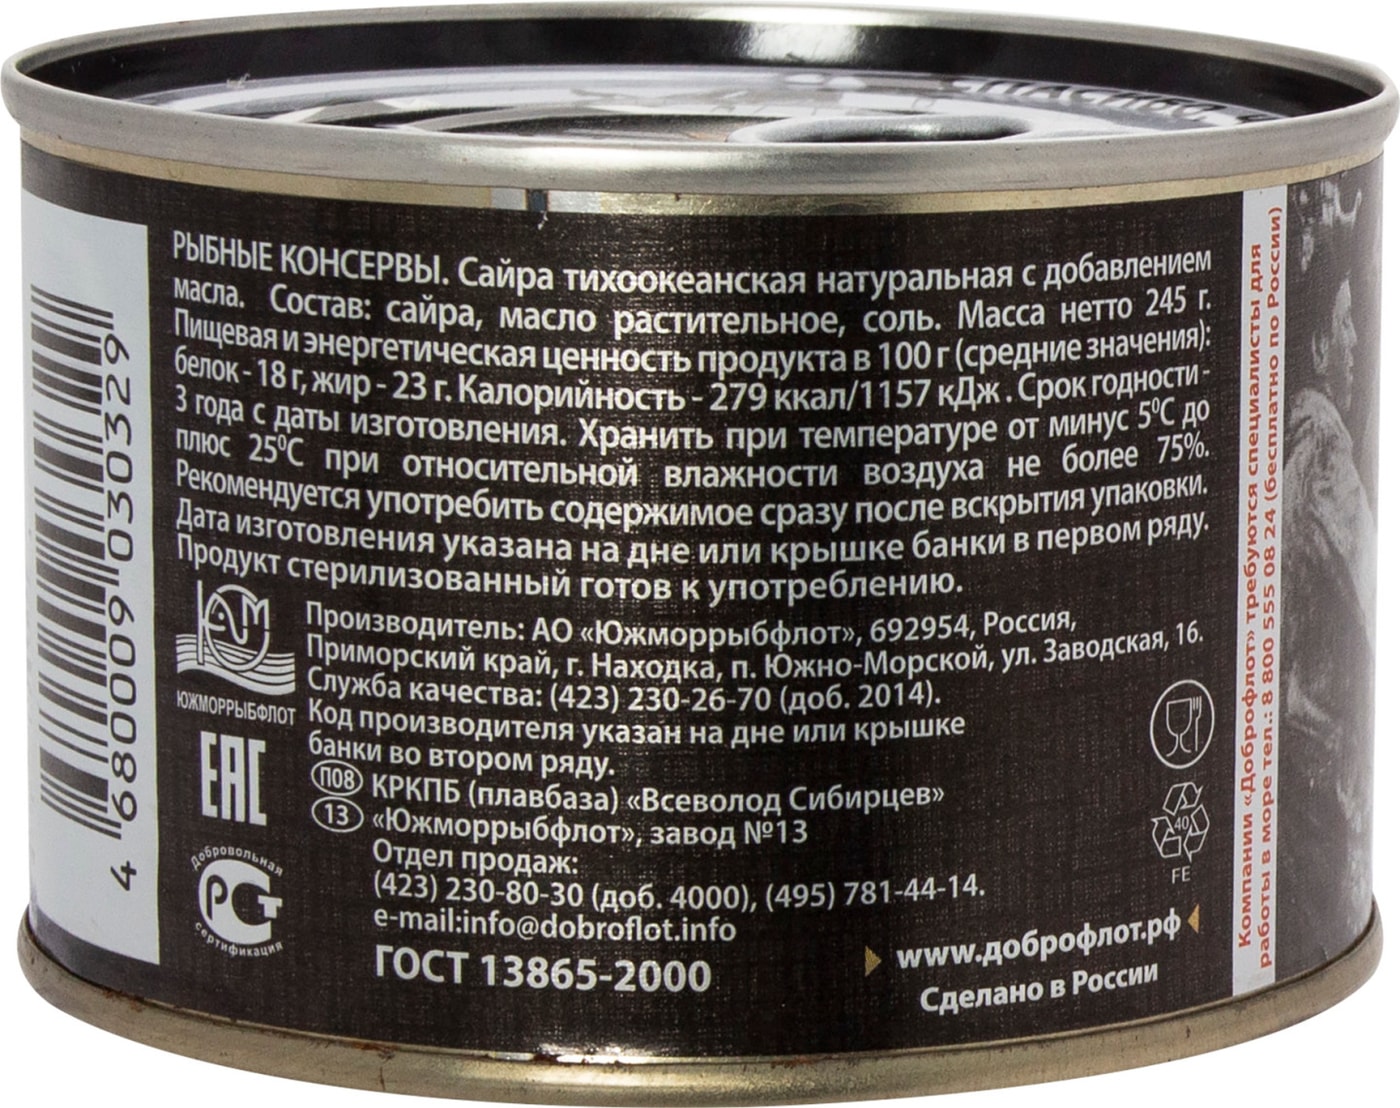 РЫБНЫЕ КОНСЕРВЫ. Сайра тихоокеанская натуральная с добавлением
масла. Состав: сайра, масло растительное, соль. Масса нетто 245 г.
Пищевая и энергетическая ценность продукта в 100 г (средние значения):
белок - 18 г, жир - 23 г. Калорийность - 279 ккал/1157 кДж . Срок годности -
3 года с даты изготовления. Хранить при температуре от минус 5⁰С до
плюс 25⁰С при относительной влажности воздуха не более 75%.
Рекомендуется употребить содержимое сразу после вскрытия упаковки.
Дата изготовления указана на дне или крышке банки в первом ряду.
Продукт стерилизованный готов к употреблению.
ЮМ
ЮЖМОРРЫБФЛОТ
Производитель: АО «Южморрыбфлот», 692954, Россия,
Приморский край, г. Находка, п. Южно-Морской, ул. Заводская, 16.
Служба качества: (423) 230-26-70 (доб. 2014).
Код производителя указан на дне или крышке
банки во втором ряду.
П08 КРКПБ (плавбаза) «Всеволод Сибирцев»
13 «Южморрыбфлот», завод №13
Отдел продаж:
(423) 230-80-30 (доб. 4000), (495) 781-44-14.
e-mail:info@dobroflot.info
ГОСТ 13865-2000
EAC
Добровольная
РСТ
сертификация
40
FE
www.доброфлот.рф
Сделано в России
Компании «Доброфлот» требуются специалисты для
работы в море тел.: 8 800 555 08 24 (бесплатно по России)
4 680009 030329